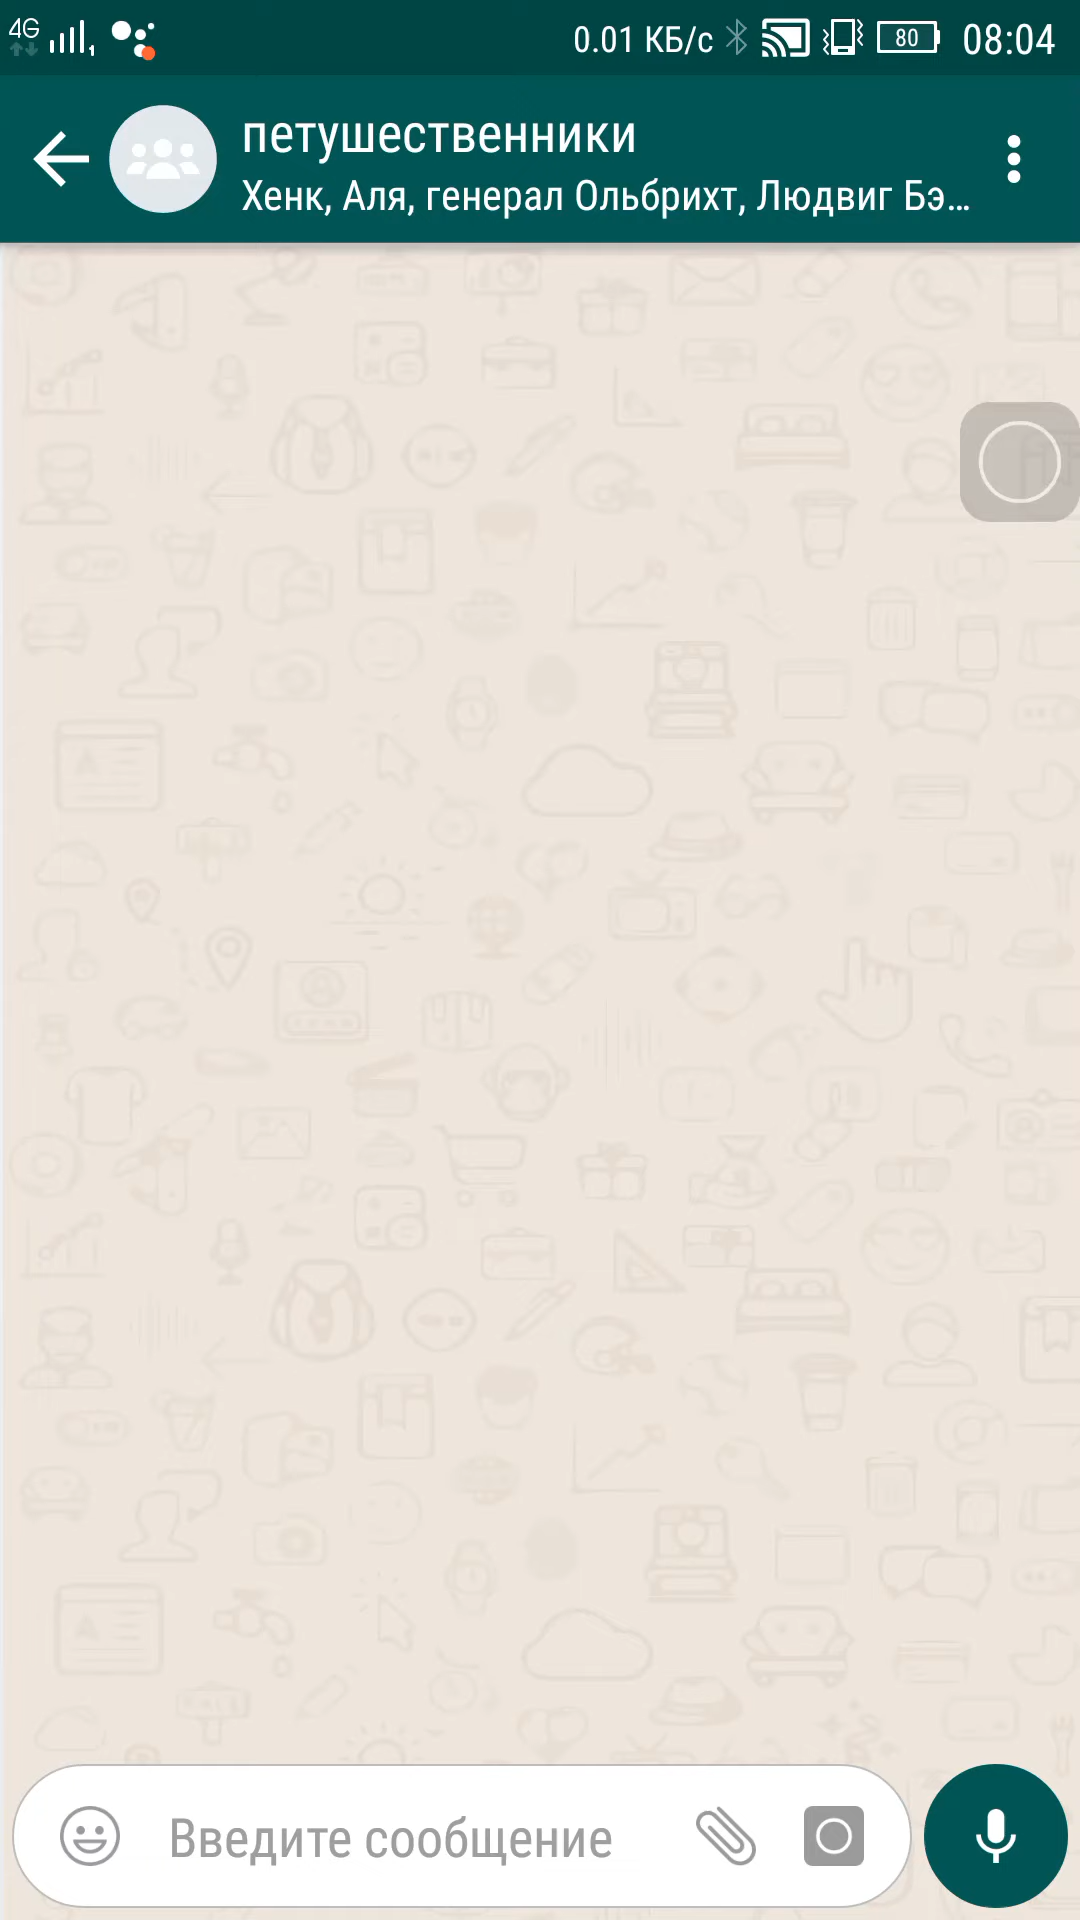 4G 0.01 КБ/с 80 08:04
петушественники
Хенк, Аля, генерал Ольбрихт, Людвиг Бэ...
Введите сообщение